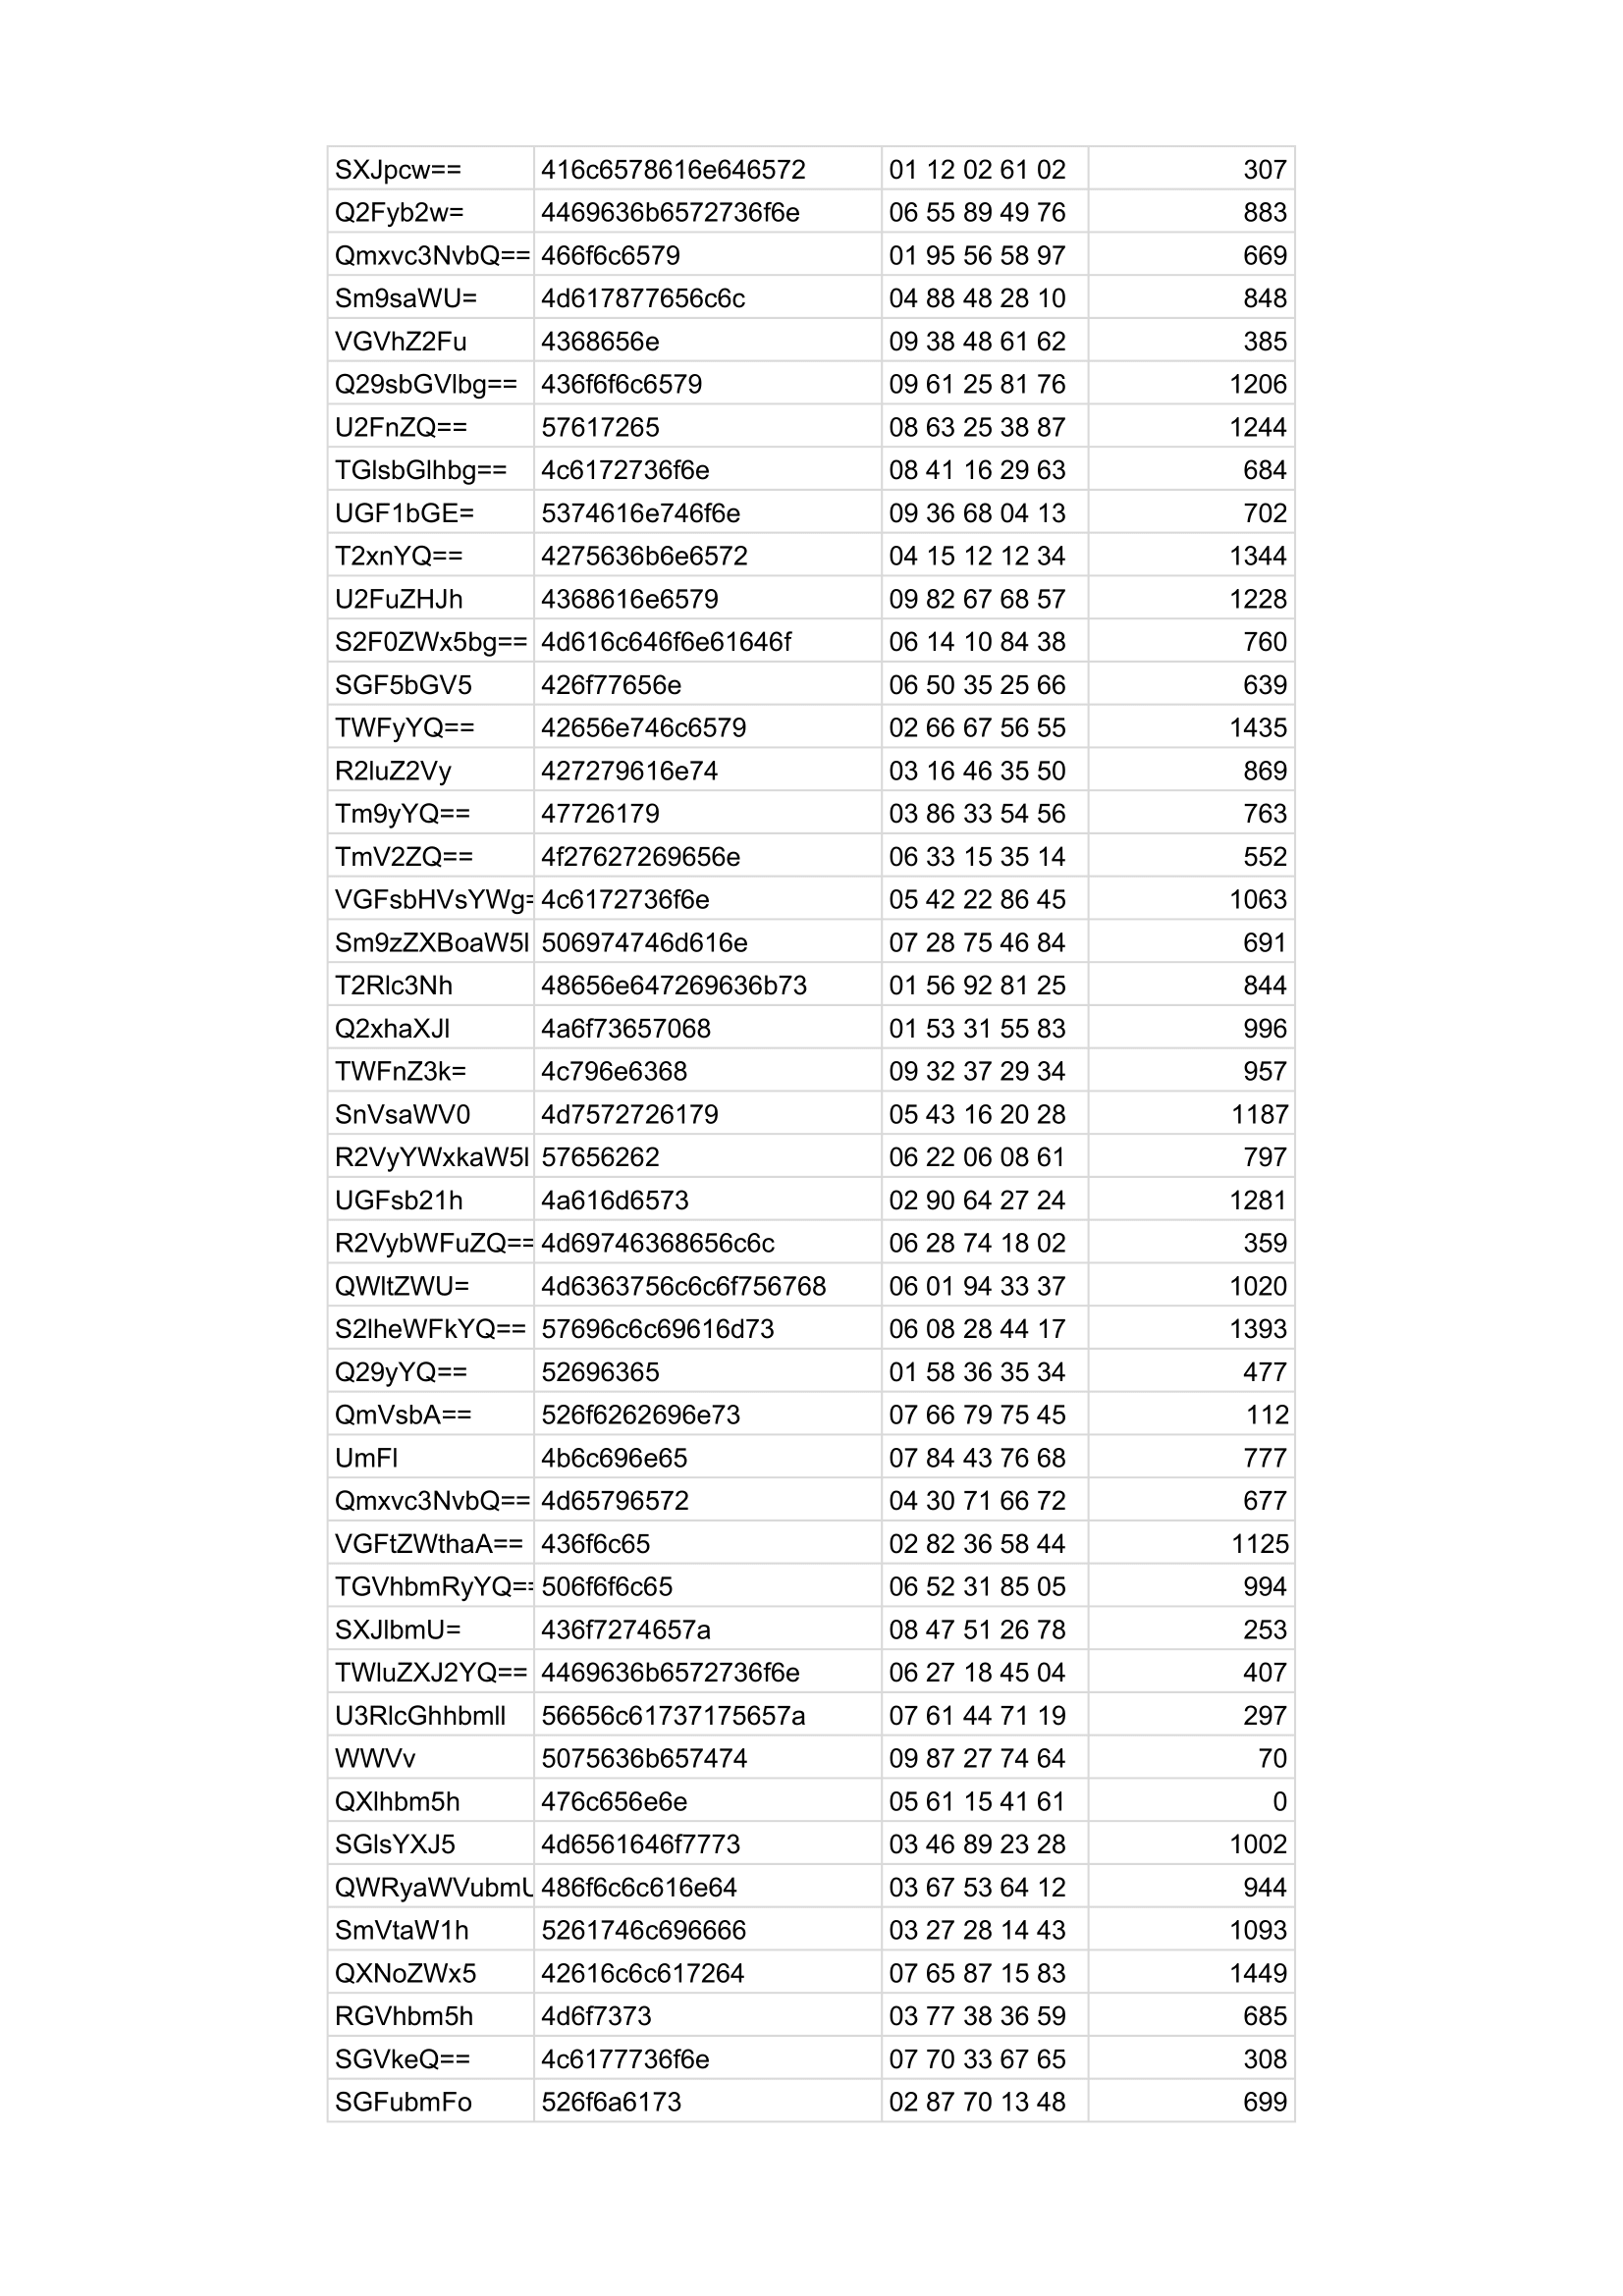 SXJpcw== 416c6578616e646572 01 12 02 61 02 307
Q2Fyb2w= 4469636b6572736f6e 06 55 89 49 76 883
Qmxvc3NvbQ== 466f6c6579 01 95 56 58 97 669
Sm9saWU= 4d617877656c6c 04 88 48 28 10 848
VGVhZ2Fu 4368656e 09 38 48 61 62 385
Q29sbGVlbg== 436f6f6c6579 09 61 25 81 76 1206
U2FnZQ== 57617265 08 63 25 38 87 1244
TGlsbGlhbg== 4c6172736f6e 08 41 16 29 63 684
UGF1bGE= 5374616e746f6e 09 36 68 04 13 702
T2xnYQ== 4275636b6e6572 04 15 12 12 34 1344
U2FuZHJh 4368616e6579 09 82 67 68 57 1228
S2F0ZWx5bg== 4d616c646f6e61646f 06 14 10 84 38 760
SGF5bGV5 426f77656e 06 50 35 25 66 639
TWFyYQ== 42656e746c6579 02 66 67 56 55 1435
R2luZ2Vy 427279616e74 03 16 46 35 50 869
Tm9yYQ== 47726179 03 86 33 54 56 763
TmV2ZQ== 4f27627269656e 06 33 15 35 14 552
VGFsbHVsYWg= 4c6172736f6e 05 42 22 86 45 1063
Sm9zZXBoaW5l 506974746d616e 07 28 75 46 84 691
T2Rlc3Nh 48656e647269636b73 01 56 92 81 25 844
Q2xhaXJl 4a6f73657068 01 53 31 55 83 996
TWFnZ3k= 4c796e6368 09 32 37 29 34 957
SnVsaWV0 4d7572726179 05 43 16 20 28 1187
R2VyYWxkaW5l 57656262 06 22 06 08 61 797
UGFsb21h 4a616d6573 02 90 64 27 24 1281
R2VybWFuZQ== 4d69746368656c6c 06 28 74 18 02 359
QWltZWU= 4d6363756c6c6f756768 06 01 94 33 37 1020
S2lheWFkYQ== 57696c6c69616d73 06 08 28 44 17 1393
Q29yYQ== 52696365 01 58 36 35 34 477
QmVsbA== 526f6262696e73 07 66 79 75 45 112
UmFl 4b6c696e65 07 84 43 76 68 777
Qmxvc3NvbQ== 4d65796572 04 30 71 66 72 677
VGFtZWthaA== 436f6c65 02 82 36 58 44 1125
TGVhbmRyYQ== 506f6f6c65 06 52 31 85 05 994
SXJlbmU= 436f7274657a 08 47 51 26 78 253
TWluZXJ2YQ== 4469636b6572736f6e 06 27 18 45 04 407
U3RlcGhhbmll 56656c61737175657a 07 61 44 71 19 297
WWVv 5075636b657474 09 87 27 74 64 70
QXlhbm5h 476c656e6e 05 61 15 41 61 0
SGlsYXJ5 4d6561646f7773 03 46 89 23 28 1002
QWRyaWVubmU 486f6c6c616e64 03 67 53 64 12 944
SmVtaW1h 5261746c696666 03 27 28 14 43 1093
QXNoZWx5 42616c6c617264 07 65 87 15 83 1449
RGVhbm5h 4d6f7373 03 77 38 36 59 685
SGVkeQ== 4c6177736f6e 07 70 33 67 65 308
SGFubmFo 526f6a6173 02 87 70 13 48 699